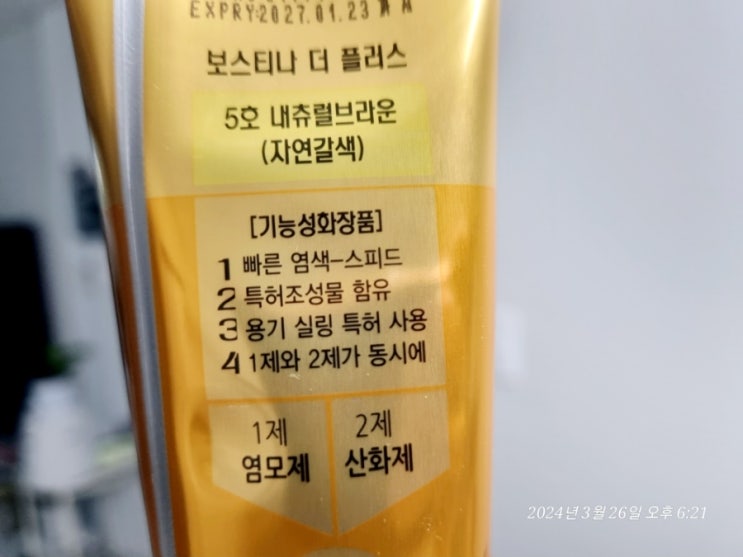 EXPRY:2027.01.23
보스티나 더 플러스
5호 내츄럴브라운
(자연갈색)
[기능성화장품]
1 빠른 염색-스피드
2 특허조성물 함유
3 용기 실링 특허 사용
4 1제와 2제가 동시에
1제
염모제
2제
산화제
2024년 3월 26일 오후 6:21